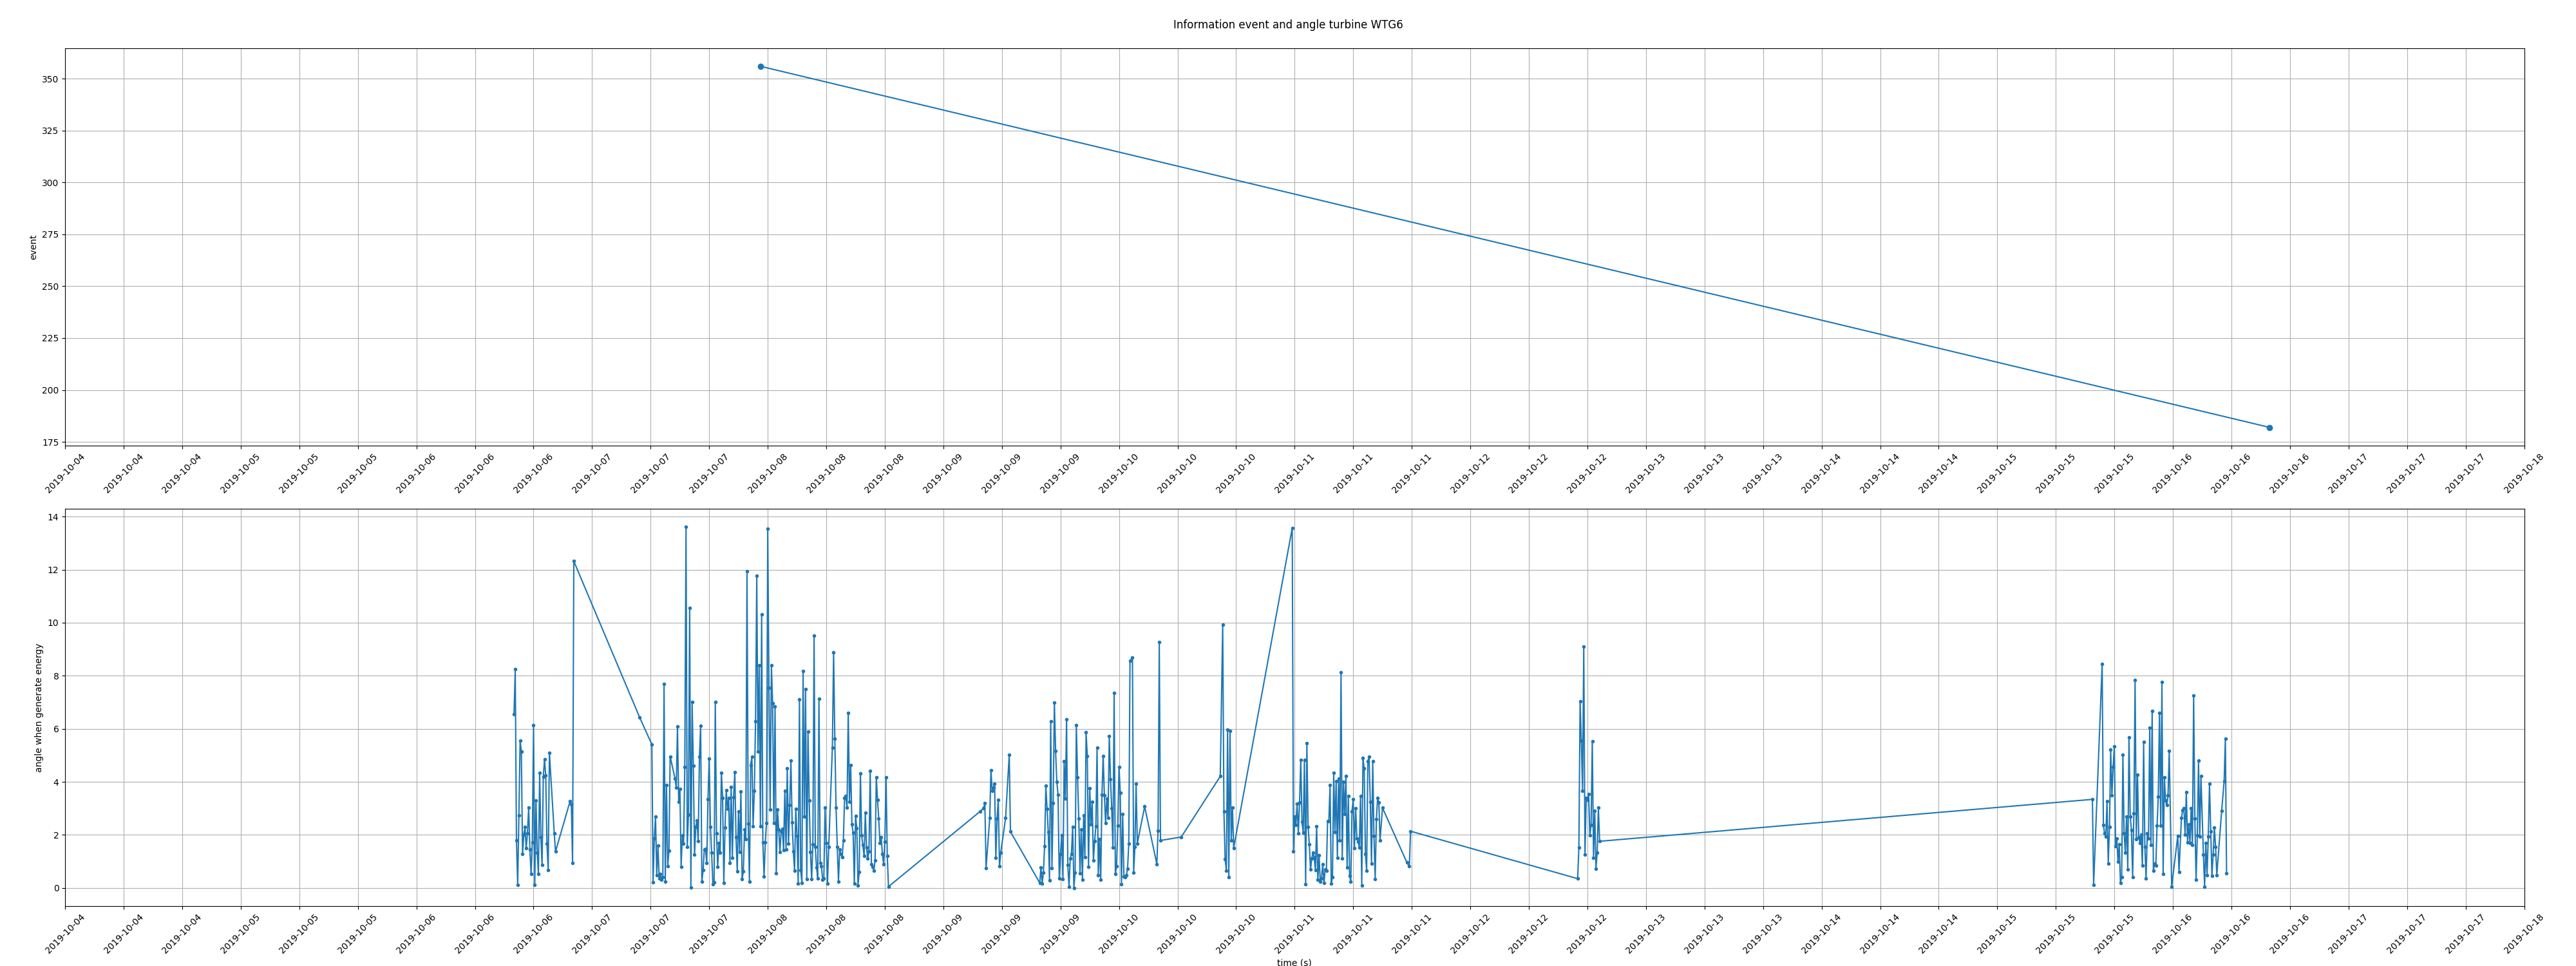 Information event and angle turbine WTG6
event
350
325
300
275
250
225
200
175
2019-10-04 2019-10-04 2019-10-04 2019-10-05 2019-10-05 2019-10-05 2019-10-06 2019-10-06 2019-10-06 2019-10-07 2019-10-07 2019-10-07 2019-10-08 2019-10-08 2019-10-08 2019-10-09 2019-10-09 2019-10-09 2019-10-10 2019-10-10 2019-10-10 2019-10-11 2019-10-11 2019-10-11 2019-10-12 2019-10-12 2019-10-12 2019-10-13 2019-10-13 2019-10-13 2019-10-14 2019-10-14 2019-10-14 2019-10-15 2019-10-15 2019-10-15 2019-10-16 2019-10-16 2019-10-16 2019-10-17 2019-10-17 2019-10-17 2019-10-18
angle when generate energy
14
12
10
8
6
4
2
0
2019-10-04 2019-10-04 2019-10-04 2019-10-05 2019-10-05 2019-10-05 2019-10-06 2019-10-06 2019-10-06 2019-10-07 2019-10-07 2019-10-07 2019-10-08 2019-10-08 2019-10-08 2019-10-09 2019-10-09 2019-10-09 2019-10-10 2019-10-10 2019-10-10 2019-10-11 2019-10-11 2019-10-11 2019-10-12 2019-10-12 2019-10-12 2019-10-13 2019-10-13 2019-10-13 2019-10-14 2019-10-14 2019-10-14 2019-10-15 2019-10-15 2019-10-15 2019-10-16 2019-10-16 2019-10-16 2019-10-17 2019-10-17 2019-10-17 2019-10-18
time (s)